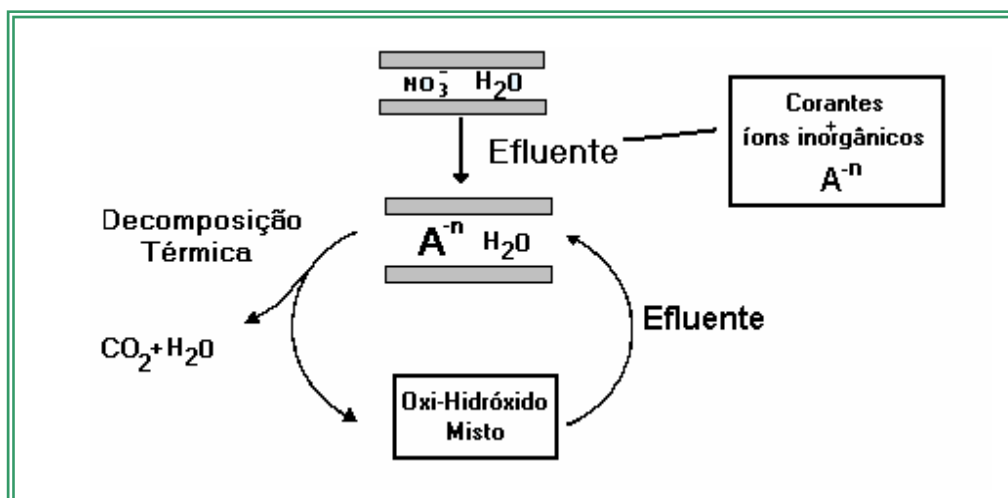 NO₃⁻ H₂O
Efluente
Corantes
+
íons inorgânicos
A⁻ⁿ
Decomposição
Térmica
A⁻ⁿ H₂O
Efluente
CO₂+H₂O
Oxi-Hidróxido
Misto